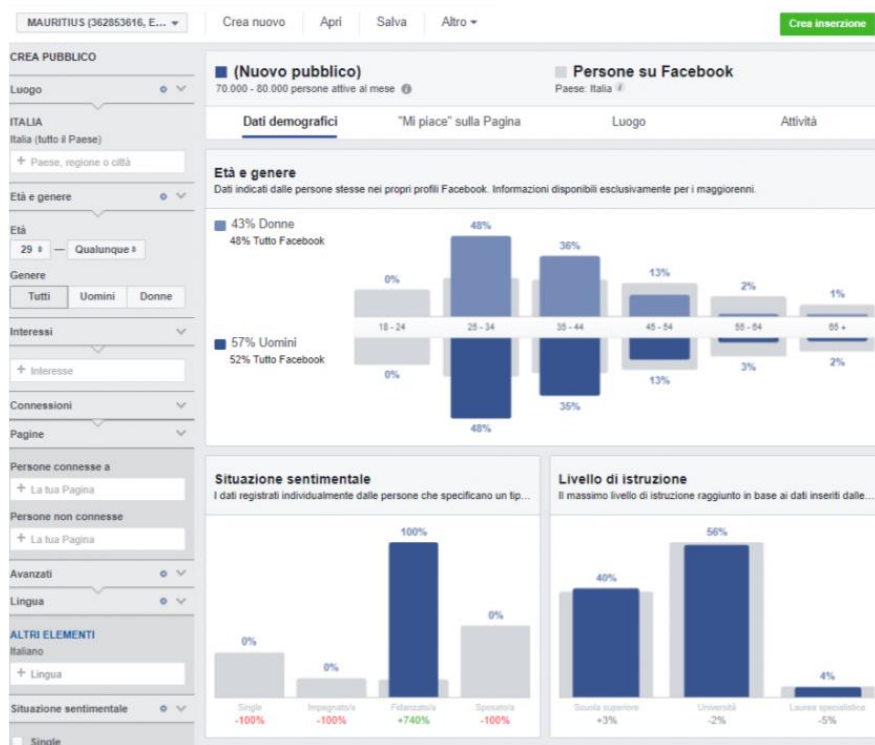 MAURITIUS (362853616, E...
Crea nuovo
Apri
Salva
Altro
Crea inserzione
CREA PUBBLICO
Luogo
ITALIA
Italia (tutto il Paese)
+ Paese, regione o città
Età e genere
Età
29 — Qualunque
Genere
Tutti Uomini Donne
Interessi
+ Interesse
Connessioni
Pagine
Persone connesse a
+ La tua Pagina
Persone non connesse
+ La tua Pagina
Avanzati
Lingua
ALTRI ELEMENTI
Italiano
+ Lingua
Situazione sentimentale
Single
(Nuovo pubblico)
70.000 - 80.000 persone attive al mese
Persone su Facebook
Paese: Italia
Dati demografici
"Mi piace" sulla Pagina
Luogo
Attività
Età e genere
Dati indicati dalle persone stesse nei propri profili Facebook. Informazioni disponibili esclusivamente per i maggiorenni.
43% Donne
48% Tutto Facebook
0% 48% 36% 13% 2% 1%
18 - 24 25 - 34 35 - 44 45 - 54 55 - 64 65 +
57% Uomini
52% Tutto Facebook
0% 48% 35% 13% 3% 2%
Situazione sentimentale
I dati registrati individualmente dalle persone che specificano un tip...
0% 0% 100% 0%
Single Impegnato/a Fidanzato/a Sposato/a
-100% -100% +740% -100%
Livello di istruzione
Il massimo livello di istruzione raggiunto in base ai dati inseriti dalle...
40% 56% 4%
Scuola superiore Università Laurea specialistica
+3% -2% -5%